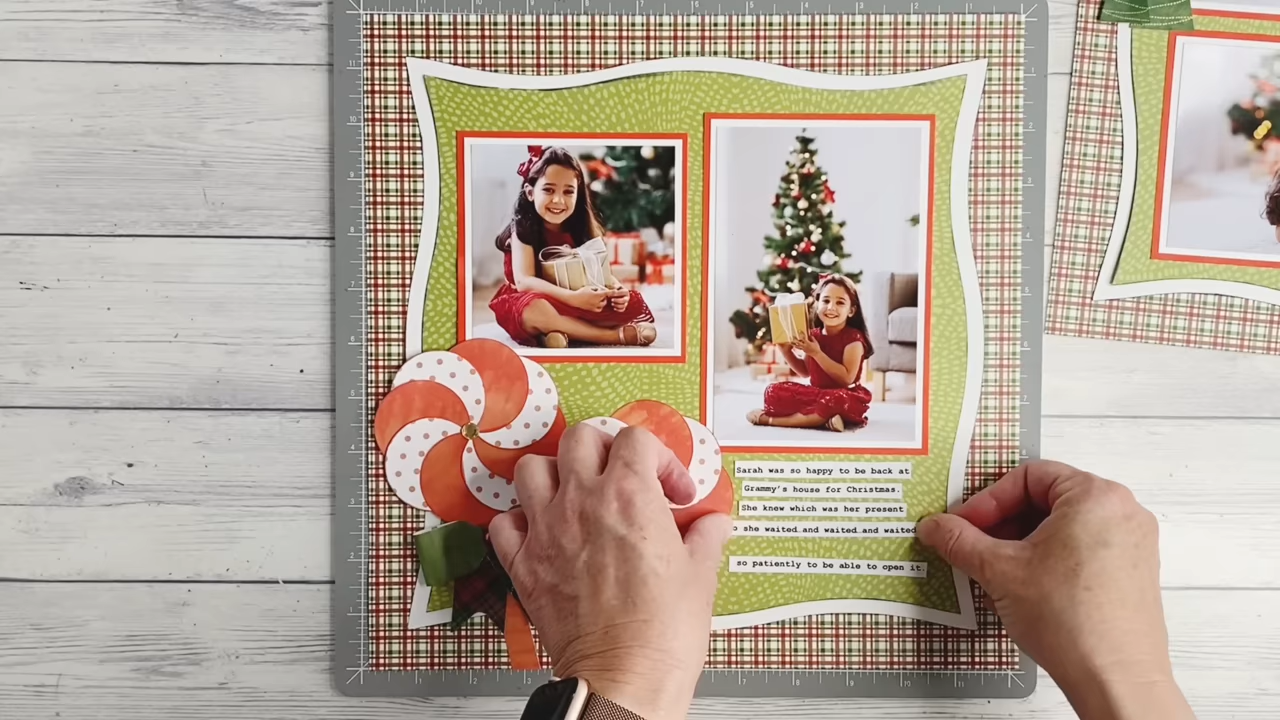 Sarah was so happy to be back at
Grammy's house for Christmas.
She knew which was her present
o she waited and waited and waited
so patiently to be able to open it.